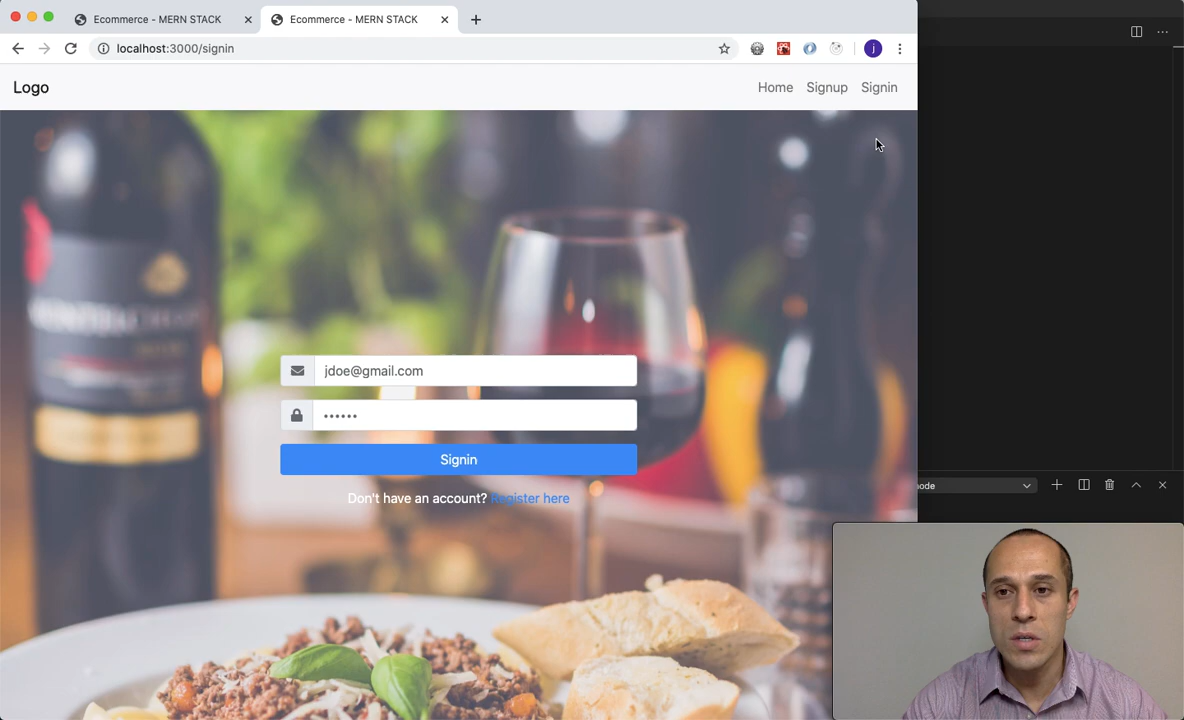 Ecommerce - MERN STACK
Ecommerce - MERN STACK
localhost:3000/signin
j
Logo
Home Signup Signin
jdoe@gmail.com
••••••
Signin
Don't have an account? Register here